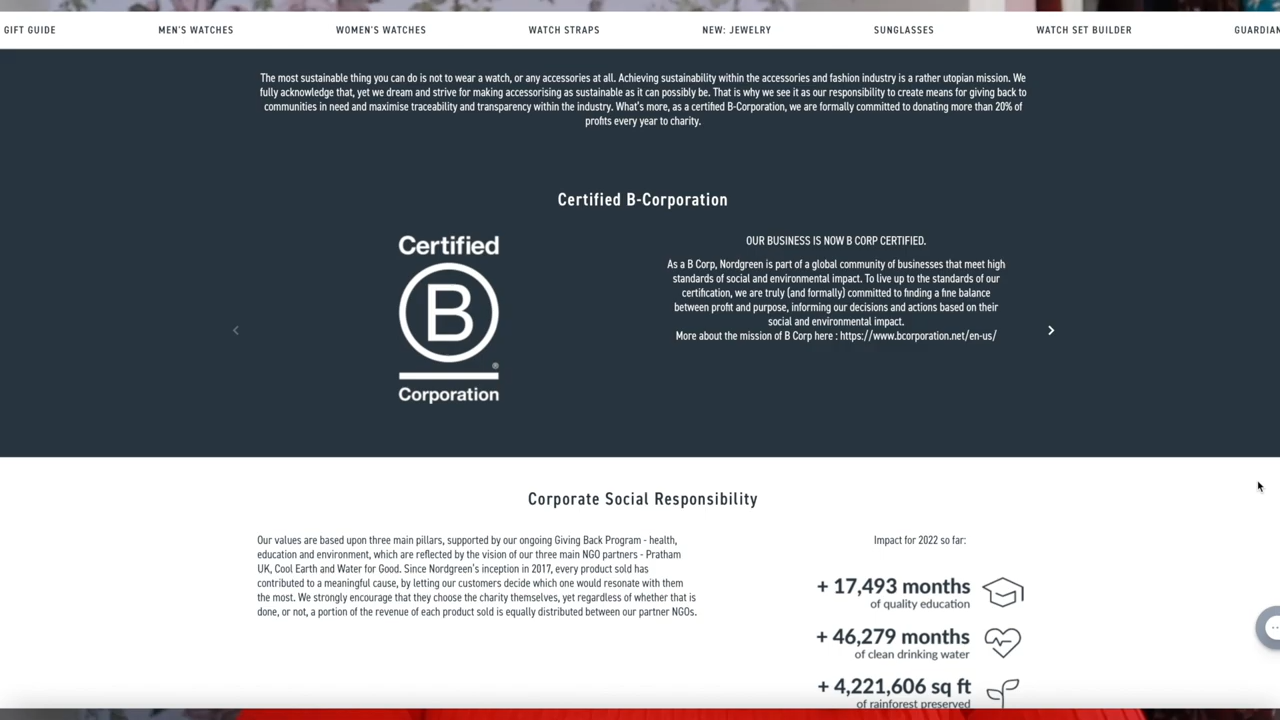 GIFT GUIDE MEN'S WATCHES WOMEN'S WATCHES WATCH STRAPS NEW: JEWELRY SUNGLASSES WATCH SET BUILDER GUARDIAN
The most sustainable thing you can do is not to wear a watch, or any accessories at all. Achieving sustainability within the accessories and fashion industry is a rather utopian mission. We
fully acknowledge that, yet we dream and strive for making accessorising as sustainable as it can possibly be. That is why we see it as our responsibility to create means for giving back to
communities in need and maximise traceability and transparency within the industry. What's more, as a certified B-Corporation, we are formally committed to donating more than 20% of
profits every year to charity.
Certified B-Corporation
Certified
B
®
Corporation
OUR BUSINESS IS NOW B CORP CERTIFIED.
As a B Corp, Nordgreen is part of a global community of businesses that meet high
standards of social and environmental impact. To live up to the standards of our
certification, we are truly (and formally) committed to finding a fine balance
between profit and purpose, informing our decisions and actions based on their
social and environmental impact.
More about the mission of B Corp here : https://www.bcorporation.net/en-us/
Corporate Social Responsibility
Our values are based upon three main pillars, supported by our ongoing Giving Back Program - health,
education and environment, which are reflected by the vision of our three main NGO partners - Pratham
UK, Cool Earth and Water for Good. Since Nordgreen's inception in 2017, every product sold has
contributed to a meaningful cause, by letting our customers decide which one would resonate with them
the most. We strongly encourage that they choose the charity themselves, yet regardless of whether that is
done, or not, a portion of the revenue of each product sold is equally distributed between our partner NGOs.
Impact for 2022 so far:
+ 17,493 months
of quality education
+ 46,279 months
of clean drinking water
+ 4,221,606 sq ft
of rainforest preserved